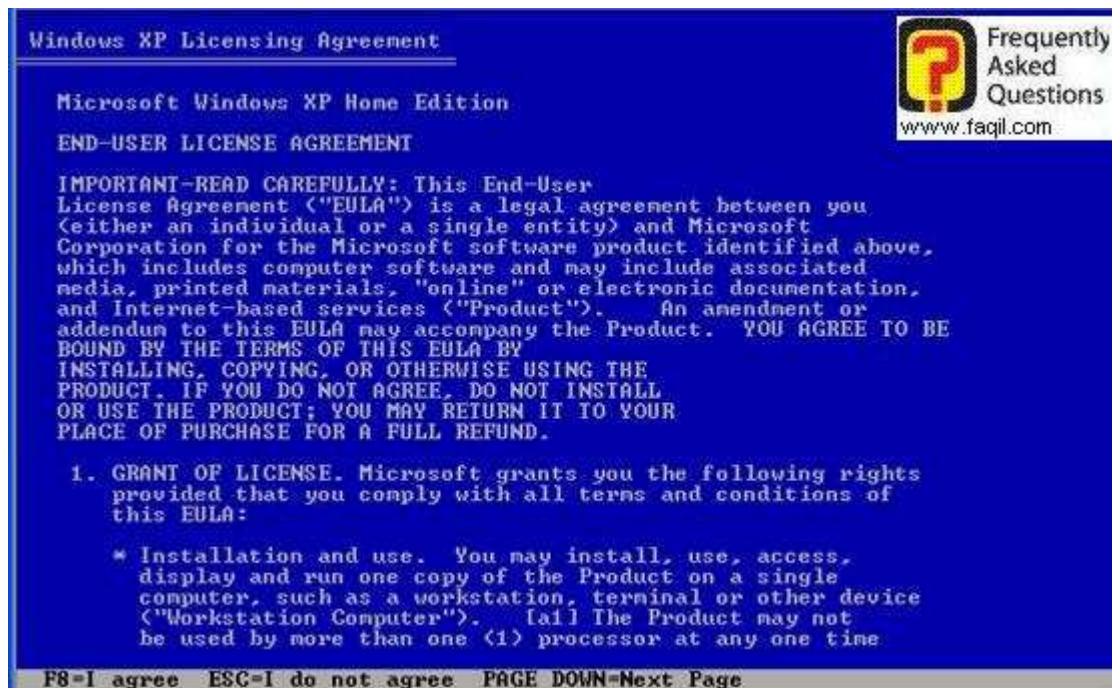 Windows XP Licensing Agreement
Frequently
Asked
Questions
www.faqil.com
Microsoft Windows XP Home Edition
END-USER LICENSE AGREEMENT
IMPORTANT-READ CAREFULLY: This End-User
License Agreement ("EULA") is a legal agreement between you
(either an individual or a single entity) and Microsoft
Corporation for the Microsoft software product identified above,
which includes computer software and may include associated
media, printed materials, "online" or electronic documentation,
and Internet-based services ("Product"). An amendment or
addendum to this EULA may accompany the Product. YOU AGREE TO BE
BOUND BY THE TERMS OF THIS EULA BY
INSTALLING, COPYING, OR OTHERWISE USING THE
PRODUCT. IF YOU DO NOT AGREE, DO NOT INSTALL
OR USE THE PRODUCT; YOU MAY RETURN IT TO YOUR
PLACE OF PURCHASE FOR A FULL REFUND.
1. GRANT OF LICENSE. Microsoft grants you the following rights
provided that you comply with all terms and conditions of
this EULA:
* Installation and use. You may install, use, access,
display and run one copy of the Product on a single
computer, such as a workstation, terminal or other device
("Workstation Computer"). [a1] The Product may not
be used by more than one (1) processor at any one time
F8=I agree ESC=I do not agree PAGE DOWN=Next Page